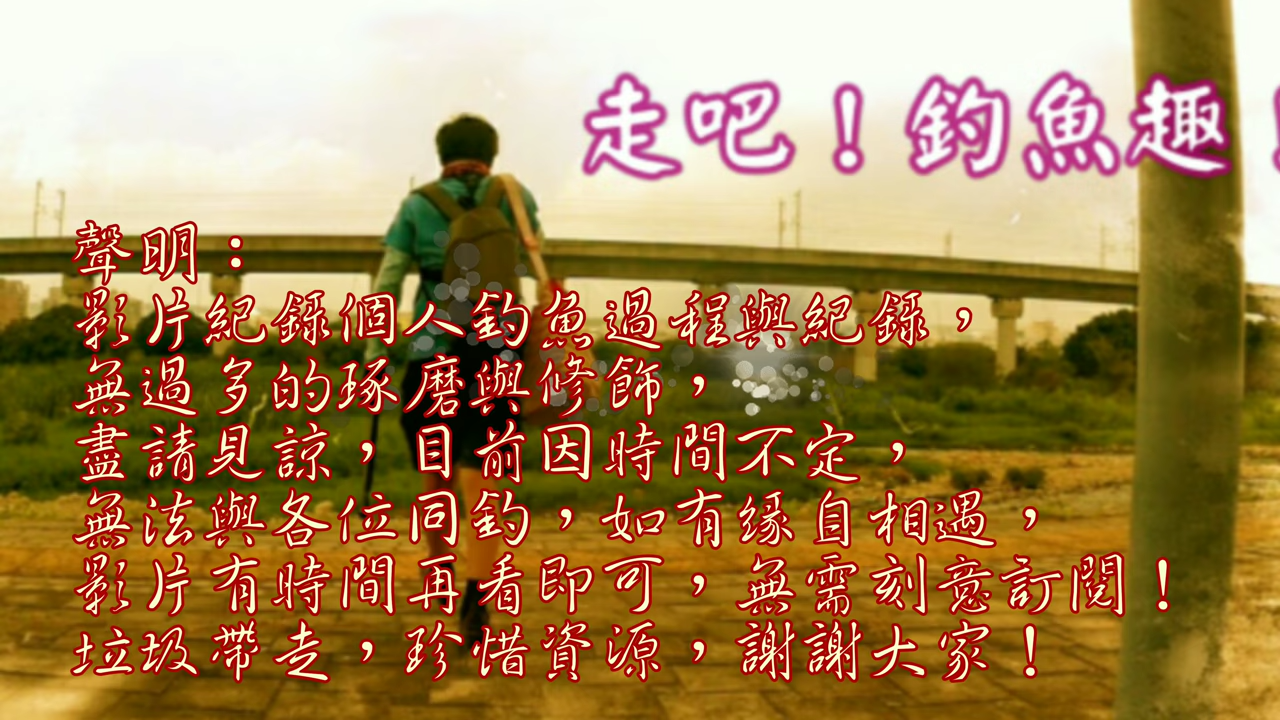 走吧！釣魚趣！
聲明：
影片紀錄個人釣魚過程與紀錄，
無過多的琢磨與修飾，
盡請見諒，目前因時間不定，
無法與各位同釣，如有緣自相遇，
影片有時間再看即可，無需刻意訂閱！
垃圾帶走，珍惜資源，謝謝大家！